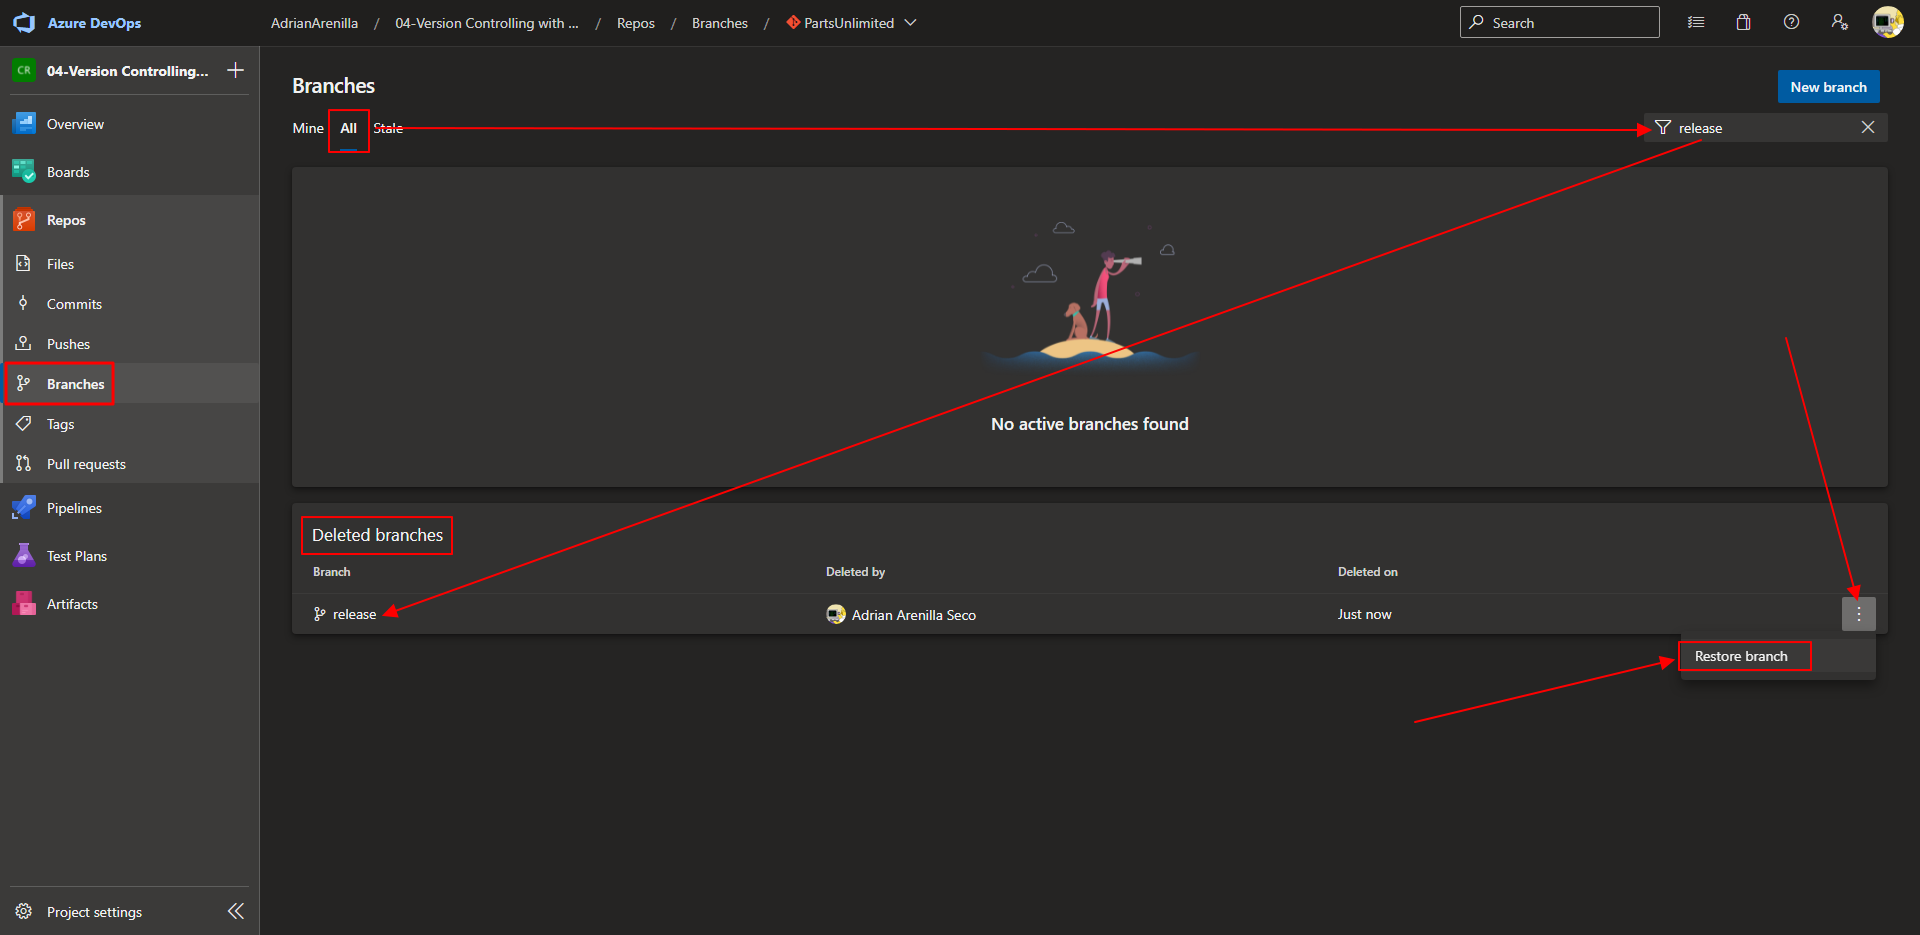 Azure DevOps
AdrianArenilla / 04-Version Controlling with ... / Repos / Branches / PartsUnlimited
Search
CR
04-Version Controlling...
Overview
Boards
Repos
Files
Commits
Pushes
Branches
Tags
Pull requests
Pipelines
Test Plans
Artifacts
Project settings
Branches
New branch
Mine All Stale
release
No active branches found
Deleted branches
Branch Deleted by Deleted on
release Adrian Arenilla Seco Just now
Restore branch